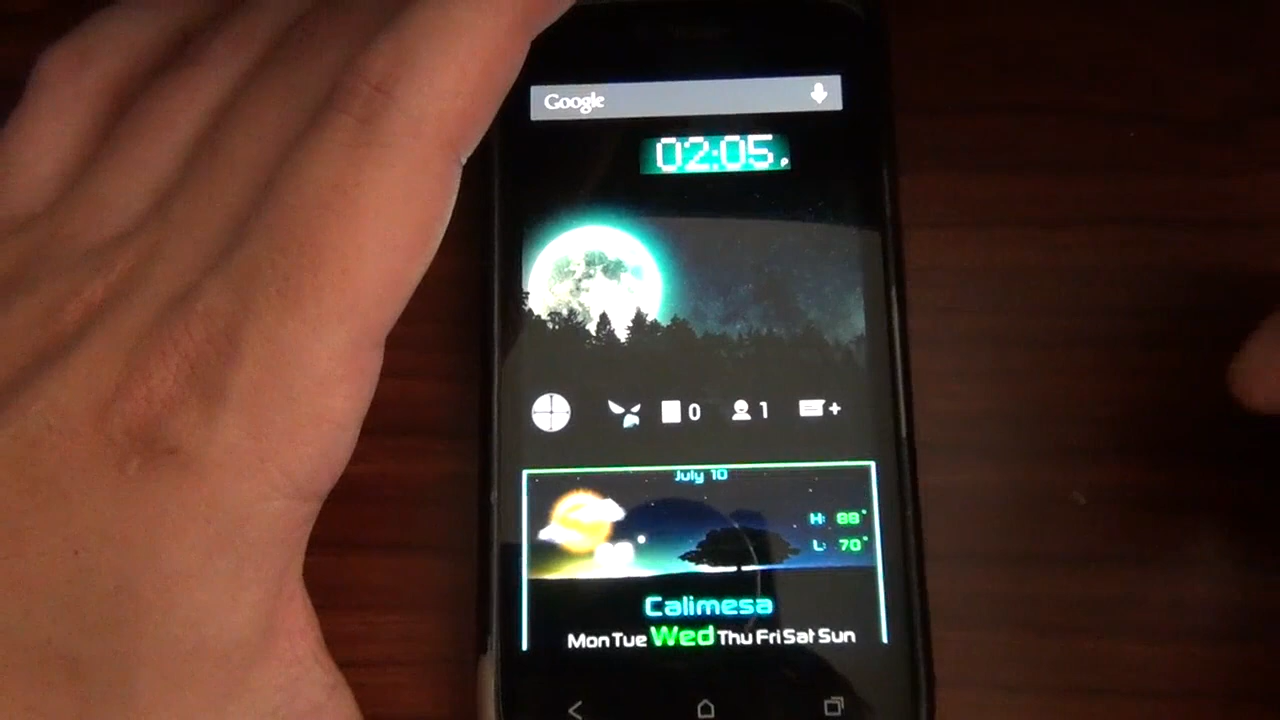 Google
02:05 P
0 1 +
July 10
H: 88°
L: 70°
Calimesa
Mon Tue Wed Thu Fri Sat Sun